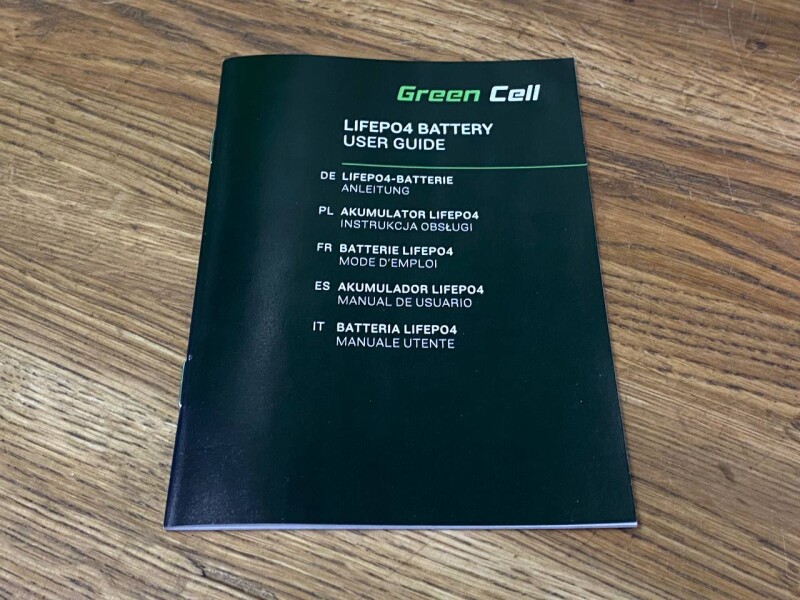 Green Cell
LIFEPO4 BATTERY
USER GUIDE
DE LIFEPO4-BATTERIE
ANLEITUNG
PL AKUMULATOR LIFEPO4
INSTRUKCJA OBSŁUGI
FR BATTERIE LIFEPO4
MODE D'EMPLOI
ES AKUMULADOR LIFEPO4
MANUAL DE USUARIO
IT BATTERIA LIFEPO4
MANUALE UTENTE